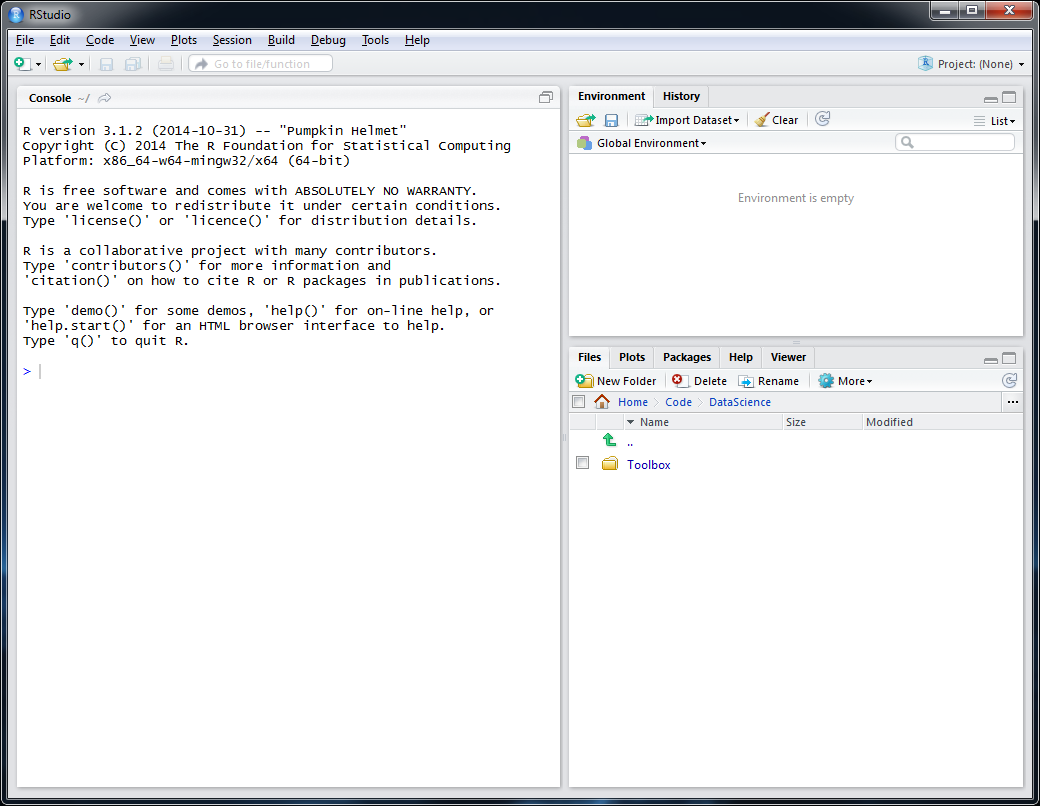 RStudio
File Edit Code View Plots Session Build Debug Tools Help
Go to file/function
Project: (None)
Console ~/
R version 3.1.2 (2014-10-31) -- "Pumpkin Helmet"
Copyright (C) 2014 The R Foundation for Statistical Computing
Platform: x86_64-w64-mingw32/x64 (64-bit)
R is free software and comes with ABSOLUTELY NO WARRANTY.
You are welcome to redistribute it under certain conditions.
Type 'license()' or 'licence()' for distribution details.
R is a collaborative project with many contributors.
Type 'contributors()' for more information and
'citation()' on how to cite R or R packages in publications.
Type 'demo()' for some demos, 'help()' for on-line help, or
'help.start()' for an HTML browser interface to help.
Type 'q()' to quit R.
>
Environment History
Import Dataset Clear List
Global Environment
Environment is empty
Files Plots Packages Help Viewer
New Folder Delete Rename More
Home Code DataScience ...
Name Size Modified
..
Toolbox